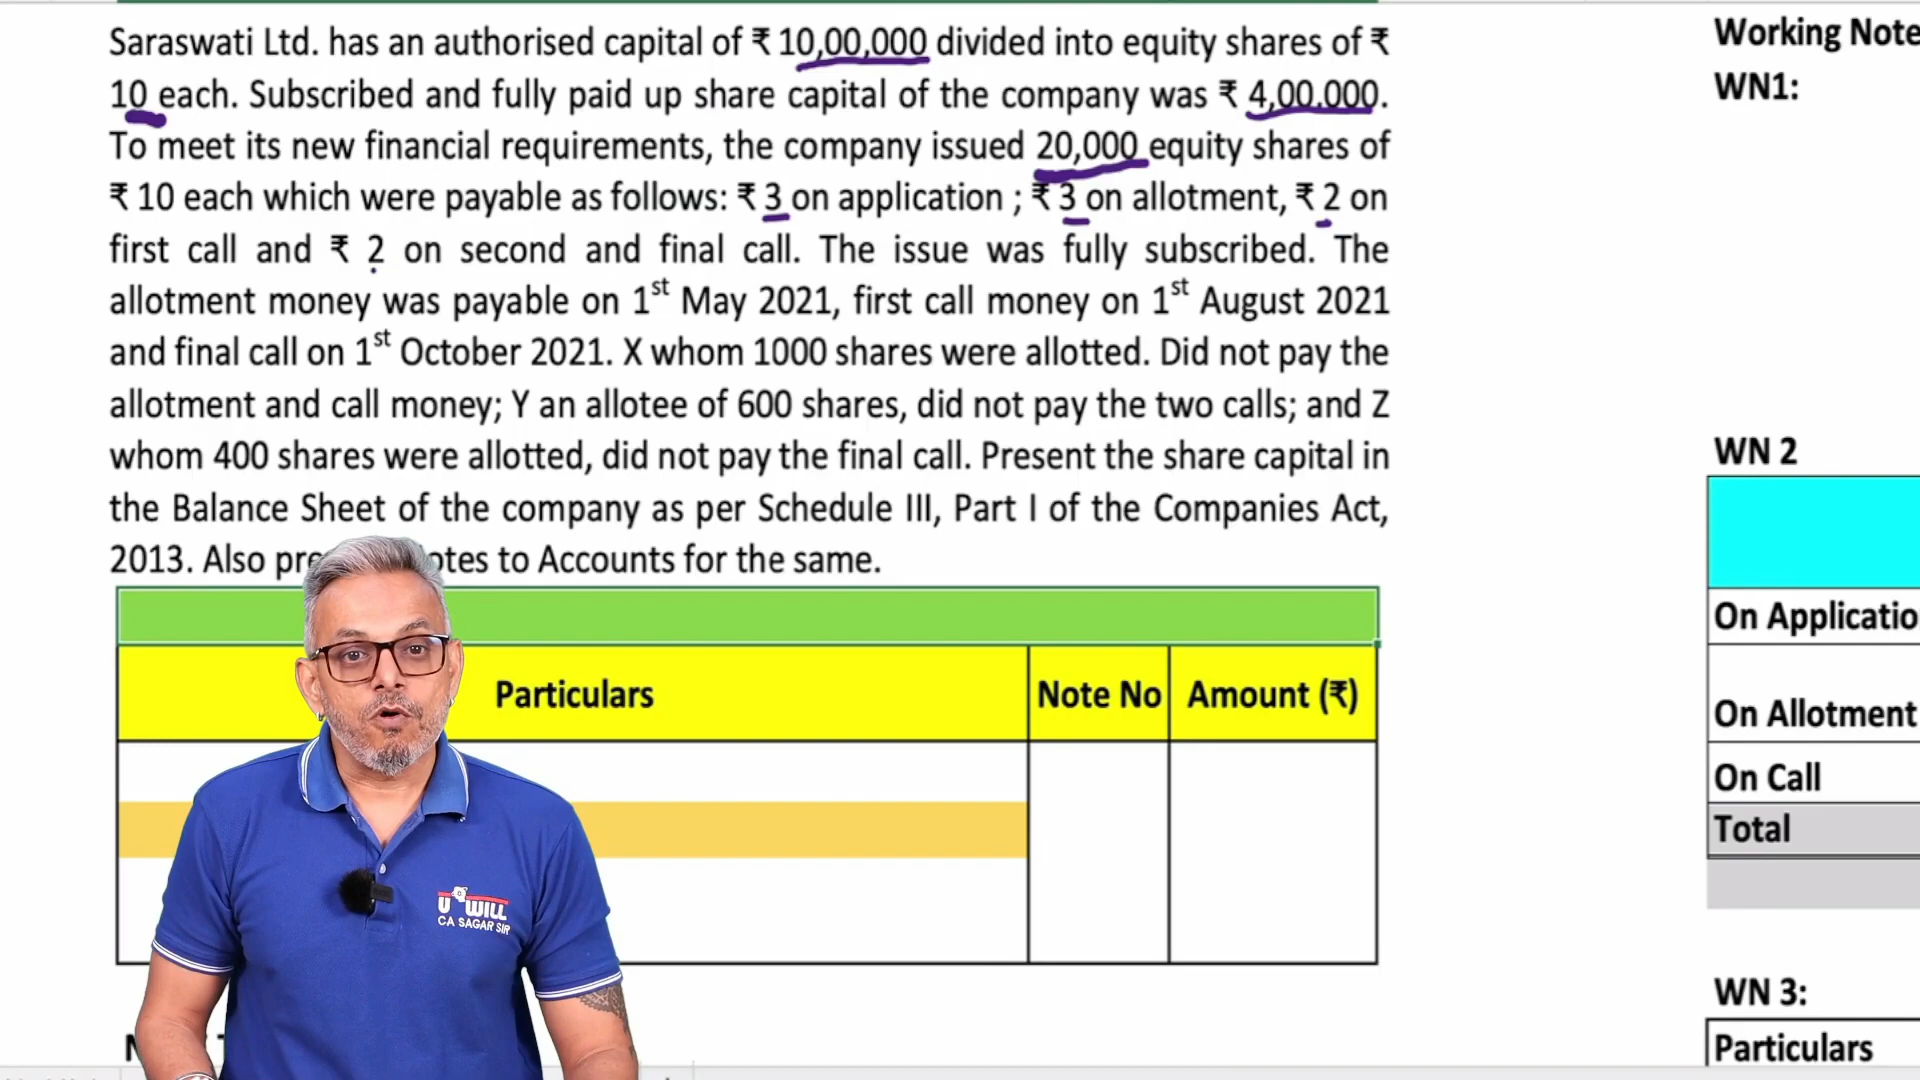 Saraswati Ltd. has an authorised capital of ₹ 10,00,000 divided into equity shares of ₹
10 each. Subscribed and fully paid up share capital of the company was ₹ 4,00,000.
To meet its new financial requirements, the company issued 20,000 equity shares of
₹ 10 each which were payable as follows: ₹ 3 on application ; ₹ 3 on allotment, ₹ 2 on
first call and ₹ 2 on second and final call. The issue was fully subscribed. The
allotment money was payable on 1st May 2021, first call money on 1st August 2021
and final call on 1st October 2021. X whom 1000 shares were allotted. Did not pay the
allotment and call money; Y an allotee of 600 shares, did not pay the two calls; and Z
whom 400 shares were allotted, did not pay the final call. Present the share capital in
the Balance Sheet of the company as per Schedule III, Part I of the Companies Act,
2013. Also pre otes to Accounts for the same.
Particulars
Note No
Amount (₹)
U WILL
CA SAGAR SIR
Working Note
WN1:
WN 2
On Applicatio
On Allotment
On Call
Total
WN 3:
Particulars